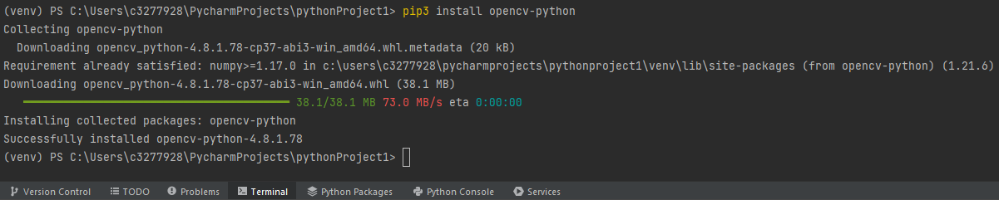 (venv) PS C:\Users\c3277928\PycharmProjects\pythonProject1> pip3 install opencv-python
Collecting opencv-python
  Downloading opencv_python-4.8.1.78-cp37-abi3-win_amd64.whl.metadata (20 kB)
Requirement already satisfied: numpy>=1.17.0 in c:\users\c3277928\pycharmprojects\pythonproject1\venv\lib\site-packages (from opencv-python) (1.21.6)
Downloading opencv_python-4.8.1.78-cp37-abi3-win_amd64.whl (38.1 MB)
38.1/38.1 MB 73.0 MB/s eta 0:00:00
Installing collected packages: opencv-python
Successfully installed opencv-python-4.8.1.78
(venv) PS C:\Users\c3277928\PycharmProjects\pythonProject1>
Version Control TODO Problems Terminal Python Packages Python Console Services